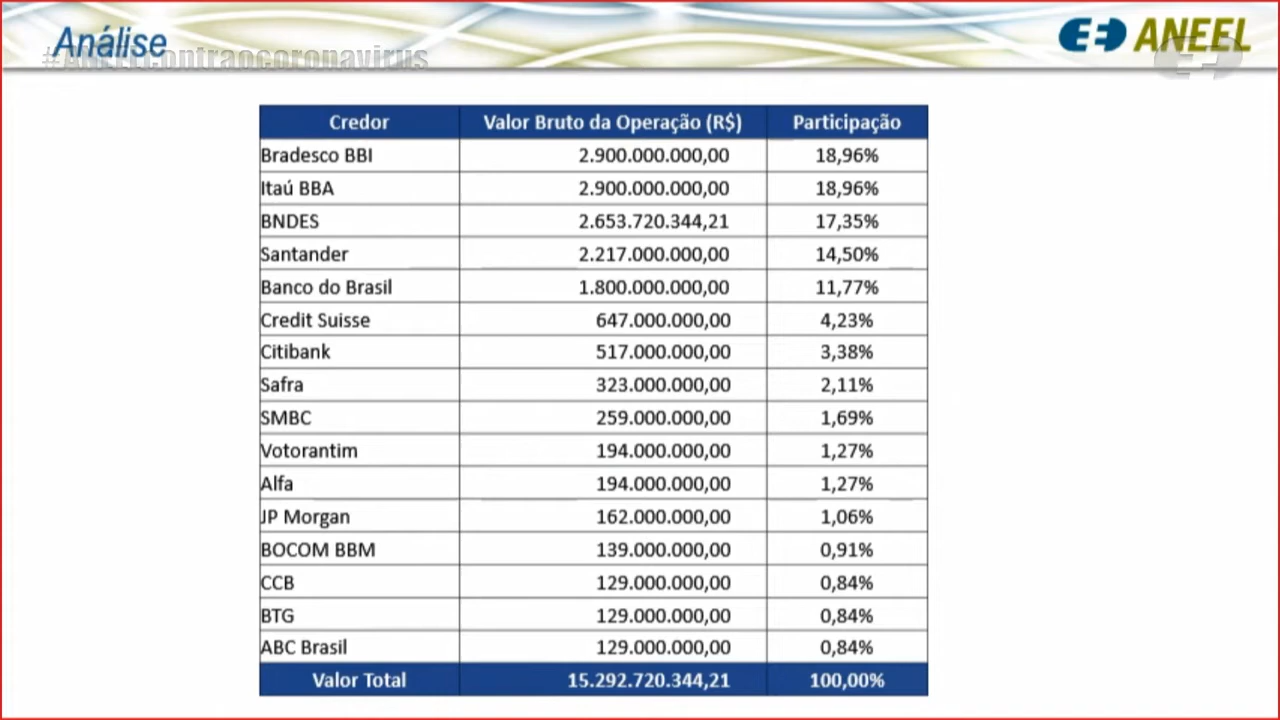 Análise
#ANEELcontraocoronavirus
ANEEL
Credor Valor Bruto da Operação (R$) Participação
Bradesco BBI 2.900.000.000,00 18,96%
Itaú BBA 2.900.000.000,00 18,96%
BNDES 2.653.720.344,21 17,35%
Santander 2.217.000.000,00 14,50%
Banco do Brasil 1.800.000.000,00 11,77%
Credit Suisse 647.000.000,00 4,23%
Citibank 517.000.000,00 3,38%
Safra 323.000.000,00 2,11%
SMBC 259.000.000,00 1,69%
Votorantim 194.000.000,00 1,27%
Alfa 194.000.000,00 1,27%
JP Morgan 162.000.000,00 1,06%
BOCOM BBM 139.000.000,00 0,91%
CCB 129.000.000,00 0,84%
BTG 129.000.000,00 0,84%
ABC Brasil 129.000.000,00 0,84%
Valor Total 15.292.720.344,21 100,00%